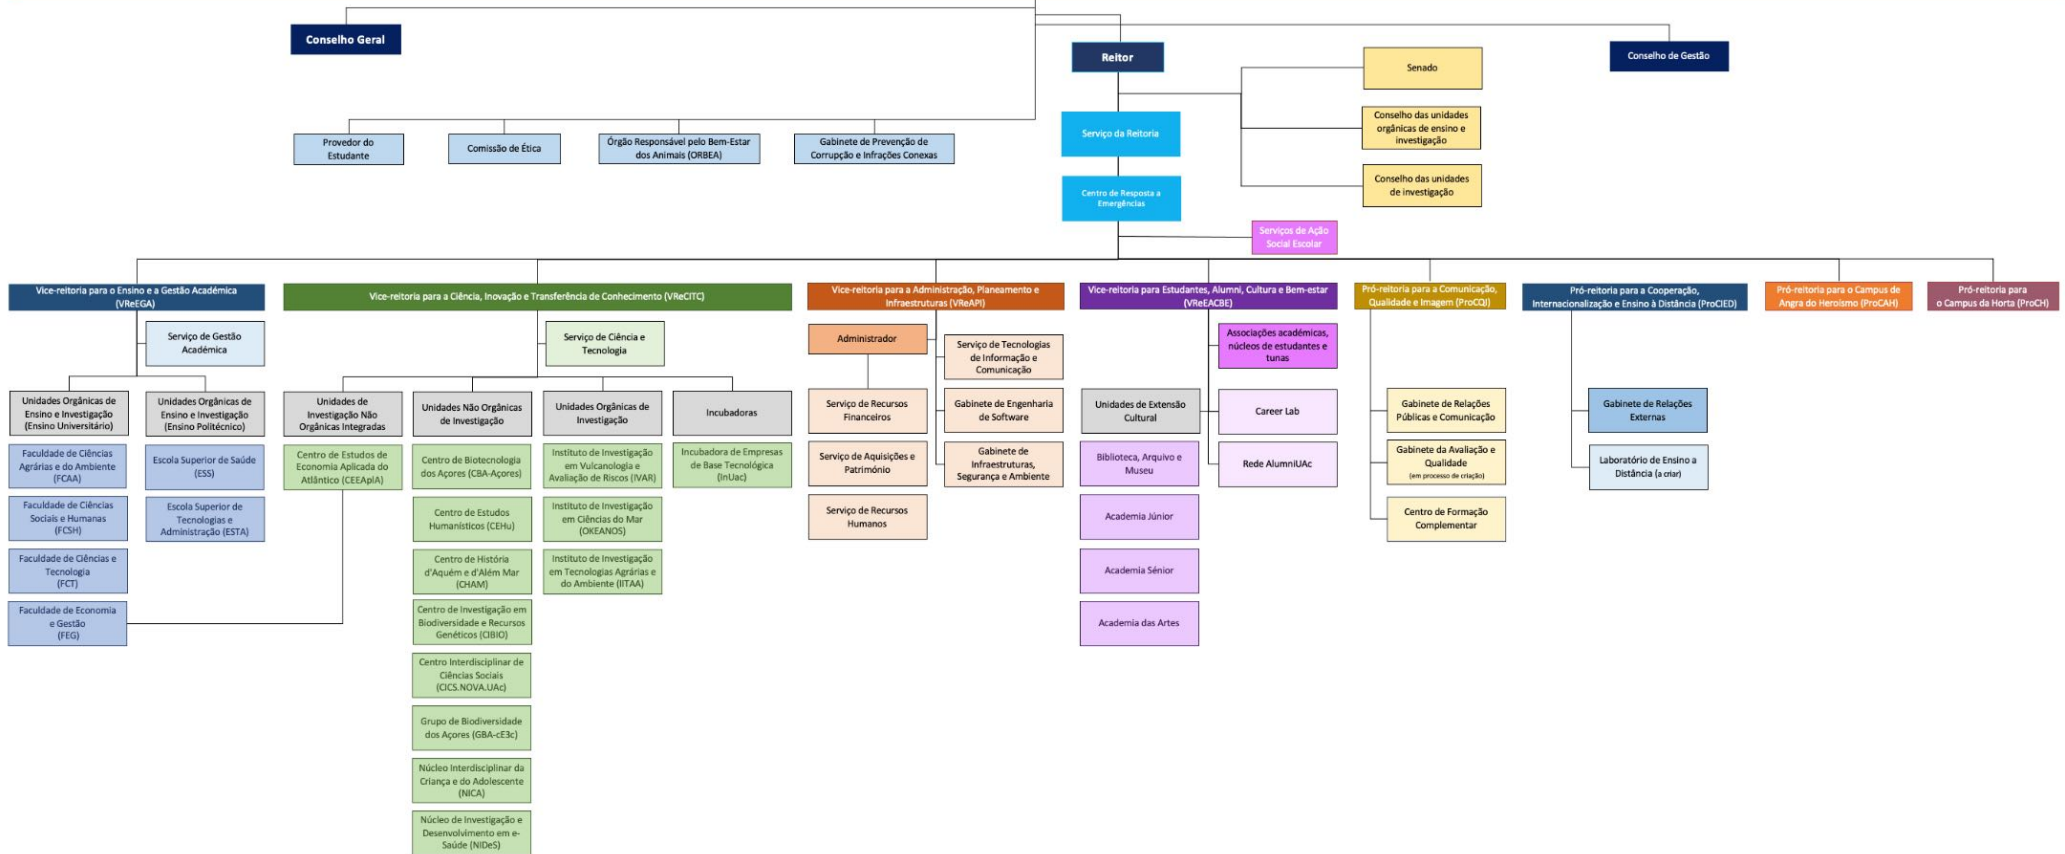 Conselho Geral
Reitor
Conselho de Gestão
Senado
Conselho das unidades
orgânicas de ensino e
investigação
Conselho das unidades
de investigação
Serviço da Reitoria
Provedor do
Estudante
Comissão de Ética
Órgão Responsável pelo Bem-Estar
dos Animais (ORBEA)
Gabinete de Prevenção de
Corrupção e Infrações Conexas
Centro de Resposta a
Emergências
Serviços de Ação
Social Escolar
Vice-reitoria para o Ensino e a Gestão Académica
(VReEGA)
Serviço de Gestão
Académica
Unidades Orgânicas de
Ensino e Investigação
(Ensino Universitário)
Faculdade de Ciências
Agrárias e do Ambiente
(FCAA)
Faculdade de Ciências
Sociais e Humanas
(FCSH)
Faculdade de Ciências e
Tecnologia
(FCT)
Faculdade de Economia
e Gestão
(FEG)
Unidades Orgânicas de
Ensino e Investigação
(Ensino Politécnico)
Escola Superior de Saúde
(ESS)
Escola Superior de
Tecnologias e
Administração (ESTA)
Vice-reitoria para a Ciência, Inovação e Transferência de Conhecimento (VReCITC)
Serviço de Ciência e
Tecnologia
Unidades de
Investigação Não
Orgânicas Integradas
Centro de Estudos de
Economia Aplicada do
Atlântico (CEEAplA)
Unidades Não Orgânicas
de Investigação
Centro de Biotecnologia
dos Açores (CBA-Açores)
Centro de Estudos
Humanísticos (CEHu)
Centro de História
d'Aquém e d'Além Mar
(CHAM)
Centro de Investigação em
Biodiversidade e Recursos
Genéticos (CIBIO)
Centro Interdisciplinar de
Ciências Sociais
(CICS.NOVA.UAc)
Grupo de Biodiversidade
dos Açores (GBA-cE3c)
Núcleo Interdisciplinar da
Criança e do Adolescente
(NICA)
Núcleo de Investigação e
Desenvolvimento em e-
Saúde (NIDeS)
Unidades Orgânicas de
Investigação
Instituto de Investigação
em Vulcanologia e
Avaliação de Riscos (IVAR)
Instituto de Investigação
em Ciências do Mar
(OKEANOS)
Instituto de Investigação
em Tecnologias Agrárias e
do Ambiente (IITAA)
Incubadoras
Incubadora de Empresas
de Base Tecnológica
(InUac)
Vice-reitoria para a Administração, Planeamento e
Infraestruturas (VReAPI)
Administrador
Serviço de Recursos
Financeiros
Serviço de Aquisições e
Património
Serviço de Recursos
Humanos
Serviço de Tecnologias
de Informação e
Comunicação
Gabinete de Engenharia
de Software
Gabinete de
Infraestruturas,
Segurança e Ambiente
Vice-reitoria para Estudantes, Alumni, Cultura e Bem-estar
(VReEACBE)
Associações académicas,
núcleos de estudantes e
tunas
Unidades de Extensão
Cultural
Biblioteca, Arquivo e
Museu
Academia Júnior
Academia Sénior
Academia das Artes
Career Lab
Rede AlumniUAc
Pró-reitoria para a Comunicação,
Qualidade e Imagem (ProCQI)
Gabinete de Relações
Públicas e Comunicação
Gabinete da Avaliação e
Qualidade
(em processo de criação)
Centro de Formação
Complementar
Pró-reitoria para a Cooperação,
Internacionalização e Ensino à Distância (ProCIED)
Gabinete de Relações
Externas
Laboratório de Ensino a
Distância (a criar)
Pró-reitoria para o Campus de
Angra do Heroísmo (ProCAH)
Pró-reitoria para
o Campus da Horta (ProCH)